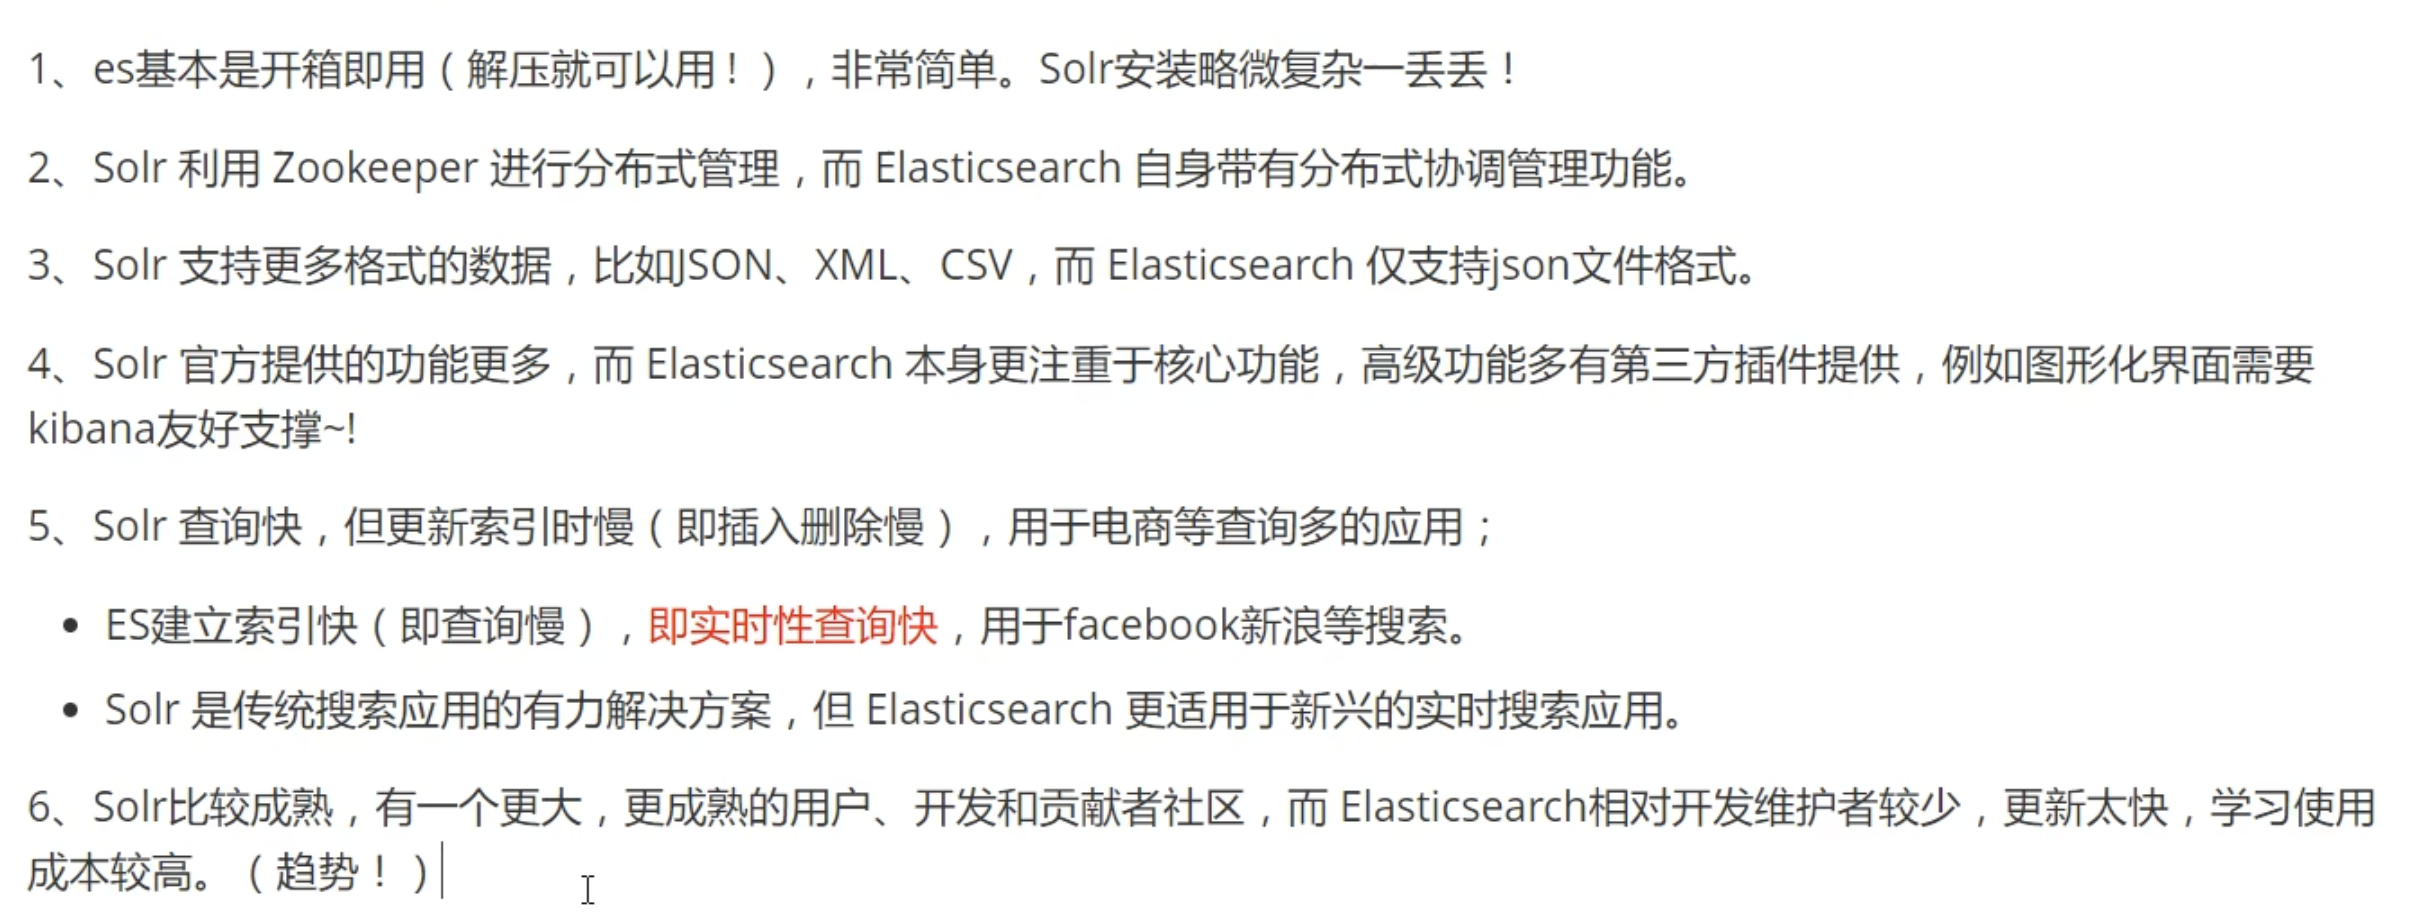 1、es基本是开箱即用（解压就可以用！），非常简单。Solr安装略微复杂一丢丢！
2、Solr 利用 Zookeeper 进行分布式管理，而 Elasticsearch 自身带有分布式协调管理功能。
3、Solr 支持更多格式的数据，比如JSON、XML、CSV，而 Elasticsearch 仅支持json文件格式。
4、Solr 官方提供的功能更多，而 Elasticsearch 本身更注重于核心功能，高级功能多有第三方插件提供，例如图形化界面需要
kibana友好支撑~!
5、Solr 查询快，但更新索引时慢（即插入删除慢），用于电商等查询多的应用；
• ES建立索引快（即查询慢），即实时性查询快，用于facebook新浪等搜索。
• Solr 是传统搜索应用的有力解决方案，但 Elasticsearch 更适用于新兴的实时搜索应用。
6、Solr比较成熟，有一个更大，更成熟的用户、开发和贡献者社区，而 Elasticsearch相对开发维护者较少，更新太快，学习使用
成本较高。（趋势！）